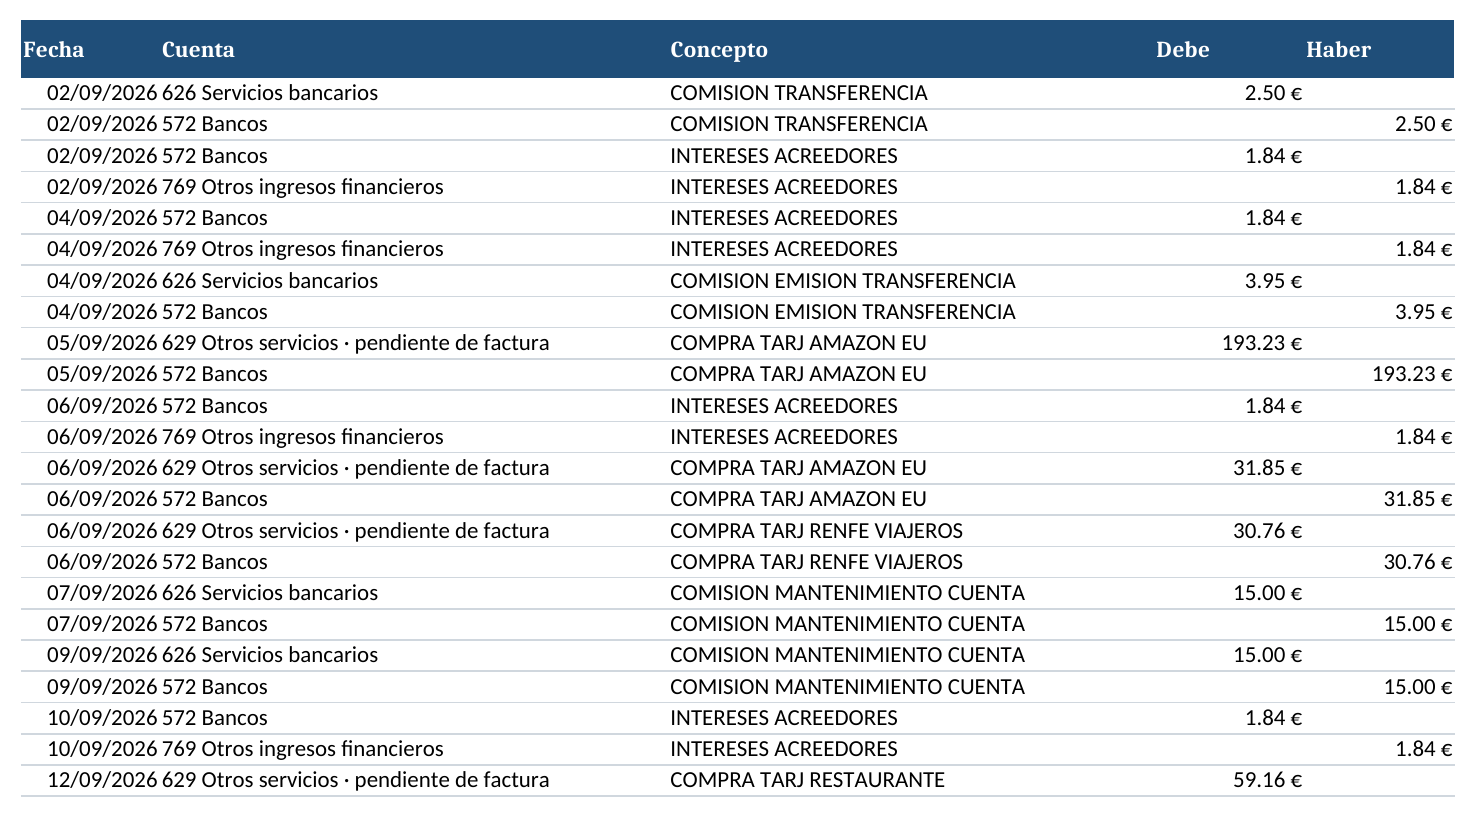 Fecha Cuenta Concepto Debe Haber
02/09/2026 626 Servicios bancarios COMISION TRANSFERENCIA 2.50 €
02/09/2026 572 Bancos COMISION TRANSFERENCIA 2.50 €
02/09/2026 572 Bancos INTERESES ACREEDORES 1.84 €
02/09/2026 769 Otros ingresos financieros INTERESES ACREEDORES 1.84 €
04/09/2026 572 Bancos INTERESES ACREEDORES 1.84 €
04/09/2026 769 Otros ingresos financieros INTERESES ACREEDORES 1.84 €
04/09/2026 626 Servicios bancarios COMISION EMISION TRANSFERENCIA 3.95 €
04/09/2026 572 Bancos COMISION EMISION TRANSFERENCIA 3.95 €
05/09/2026 629 Otros servicios · pendiente de factura COMPRA TARJ AMAZON EU 193.23 €
05/09/2026 572 Bancos COMPRA TARJ AMAZON EU 193.23 €
06/09/2026 572 Bancos INTERESES ACREEDORES 1.84 €
06/09/2026 769 Otros ingresos financieros INTERESES ACREEDORES 1.84 €
06/09/2026 629 Otros servicios · pendiente de factura COMPRA TARJ AMAZON EU 31.85 €
06/09/2026 572 Bancos COMPRA TARJ AMAZON EU 31.85 €
06/09/2026 629 Otros servicios · pendiente de factura COMPRA TARJ RENFE VIAJEROS 30.76 €
06/09/2026 572 Bancos COMPRA TARJ RENFE VIAJEROS 30.76 €
07/09/2026 626 Servicios bancarios COMISION MANTENIMIENTO CUENTA 15.00 €
07/09/2026 572 Bancos COMISION MANTENIMIENTO CUENTA 15.00 €
09/09/2026 626 Servicios bancarios COMISION MANTENIMIENTO CUENTA 15.00 €
09/09/2026 572 Bancos COMISION MANTENIMIENTO CUENTA 15.00 €
10/09/2026 572 Bancos INTERESES ACREEDORES 1.84 €
10/09/2026 769 Otros ingresos financieros INTERESES ACREEDORES 1.84 €
12/09/2026 629 Otros servicios · pendiente de factura COMPRA TARJ RESTAURANTE 59.16 €